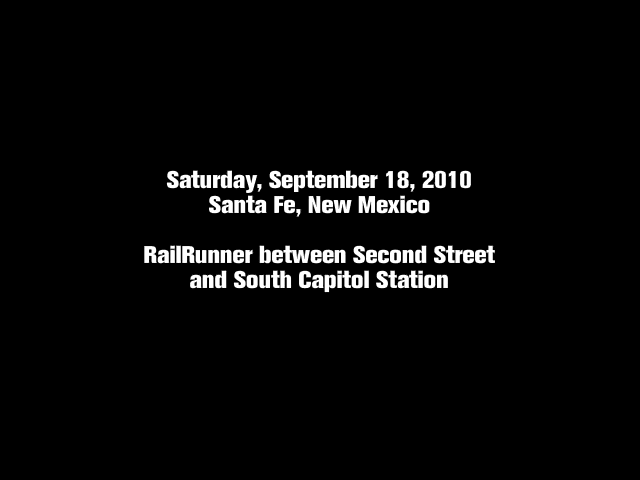 Saturday, September 18, 2010
Santa Fe, New Mexico
RailRunner between Second Street
and South Capitol Station